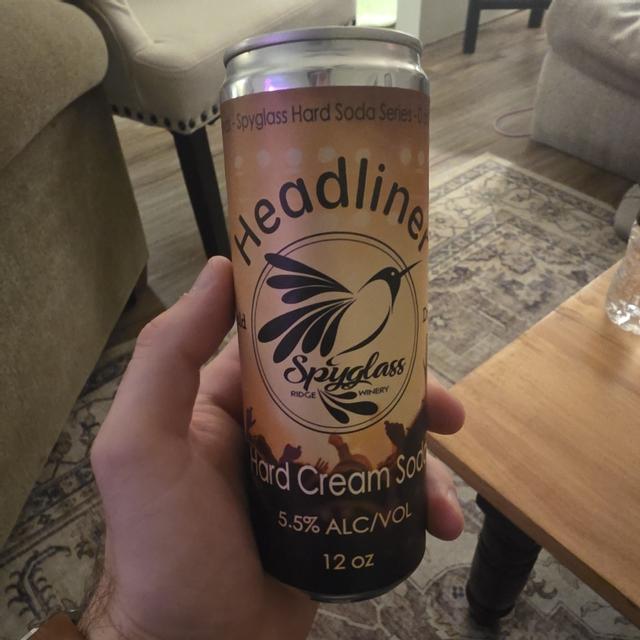 - Spyglass Hard Soda Series -
Headliner
Spyglass
RIDGE WINERY
Hard Cream Soda
5.5% ALC/VOL
12 oz